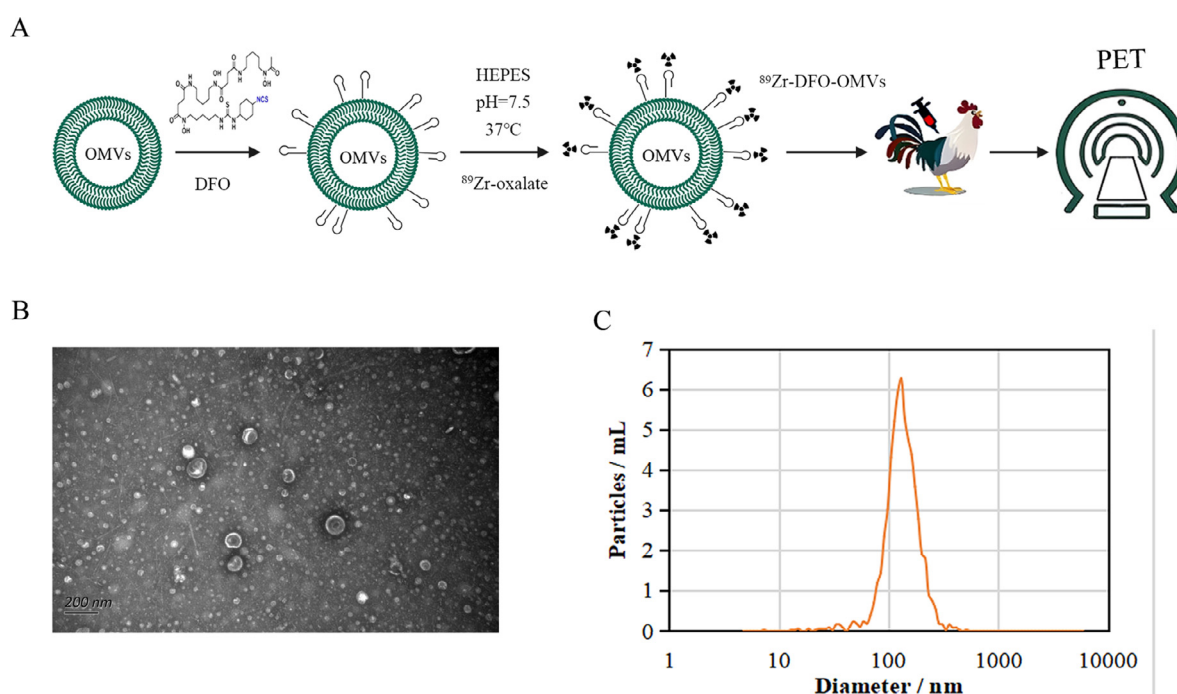 A
HEPES
pH=7.5
37℃
⁸⁹Zr-DFO-OMVs
PET
NCS
OMVs
DFO
OMVs
⁸⁹Zr-oxalate
OMVs
B
200 nm
C
7
6
5
4
3
2
1
0
Particles / mL
1
10
100
1000
10000
Diameter / nm